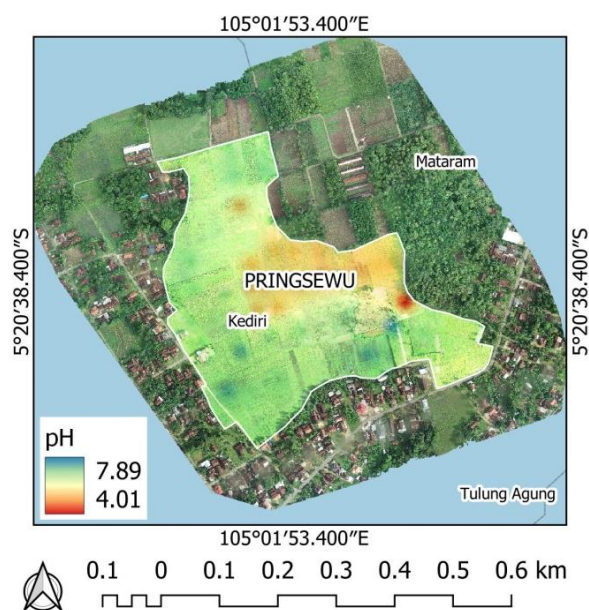 105°01′53.400″E
5°20′38.400″S
5°20′38.400″S
Mataram
PRINGSEWU
Kediri
pH
7.89
4.01
Tulung Agung
105°01′53.400″E
0.1 0 0.1 0.2 0.3 0.4 0.5 0.6 km